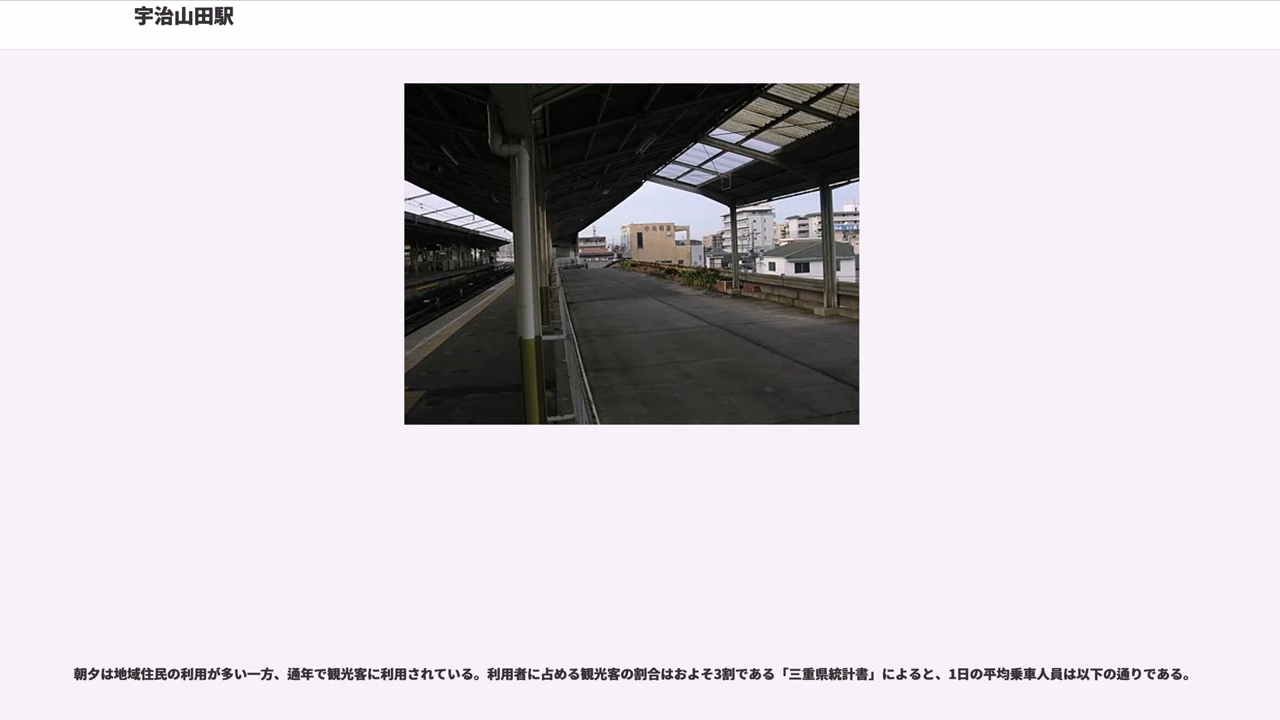 宇治山田駅
朝夕は地域住民の利用が多い一方、通年で観光客に利用されている。利用者に占める観光客の割合はおよそ3割である「三重県統計書」によると、1日の平均乗車人員は以下の通りである。